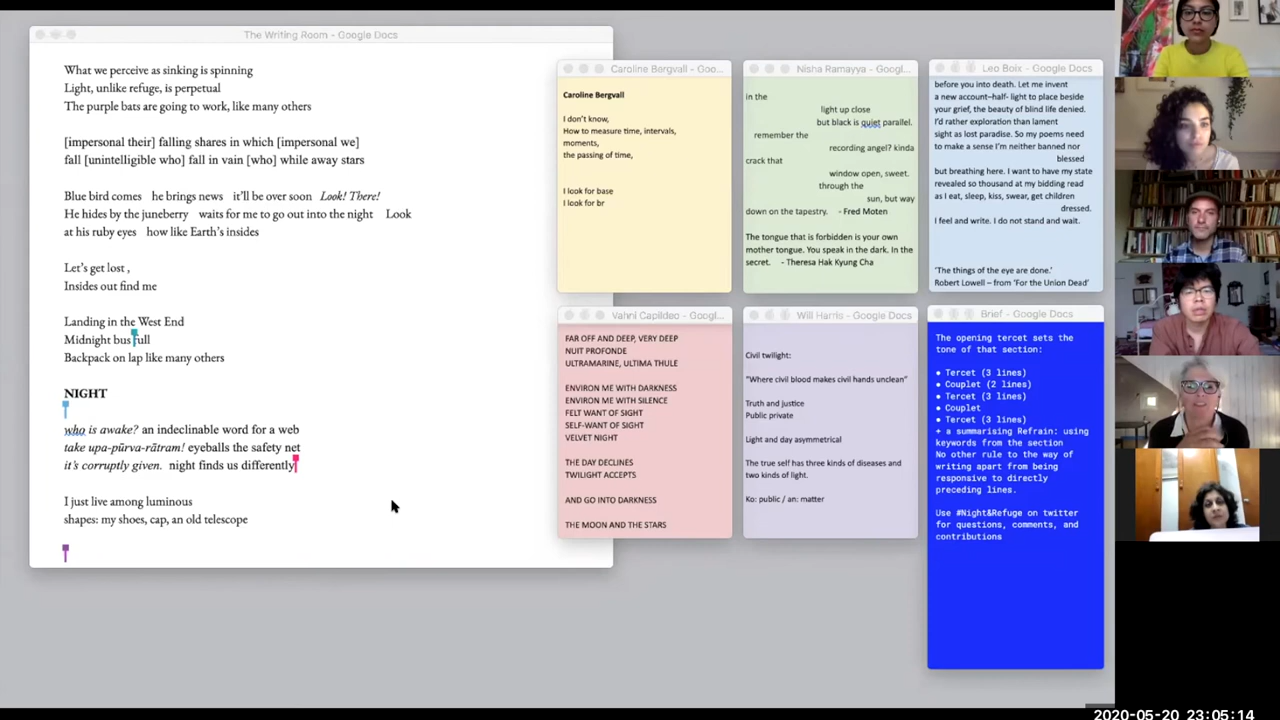 The Writing Room - Google Docs
What we perceive as sinking is spinning
Light, unlike refuge, is perpetual
The purple bats are going to work, like many others
[impersonal their] falling shares in which [impersonal we]
fall [unintelligible who] fall in vain [who] while away stars
Blue bird comes he brings news it'll be over soon Look! There!
He hides by the juneberry waits for me to go out into the night Look
at his ruby eyes how like Earth's insides
Let's get lost ,
Insides out find me
Landing in the West End
Midnight bus full
Backpack on lap like many others
NIGHT
who is awake? an indeclinable word for a web
take upa-pūrva-rātram! eyeballs the safety net
it's corruptly given. night finds us differently
I just live among luminous
shapes: my shoes, cap, an old telescope
Caroline Bergvall - Goo...
Caroline Bergvall
I don't know,
How to measure time, intervals,
moments,
the passing of time,
I look for base
I look for br
Nisha Ramayya - Googl...
in the
light up close
but black is quiet parallel.
remember the
recording angel? kinda
crack that
window open, sweet.
through the
sun, but way
down on the tapestry. - Fred Moten
The tongue that is forbidden is your own
mother tongue. You speak in the dark. In the
secret. - Theresa Hak Kyung Cha
Leo Boix - Google Docs
before you into death. Let me invent
a new account–half- light to place beside
your grief, the beauty of blind life denied.
I'd rather exploration than lament
sight as lost paradise. So my poems need
to make a sense I'm neither banned nor
blessed
but breathing here. I want to have my state
revealed so thousand at my bidding read
as I eat, sleep, kiss, swear, get children
dressed.
I feel and write. I do not stand and wait.
'The things of the eye are done.'
Robert Lowell – from 'For the Union Dead'
Vahni Capildeo - Googl...
FAR OFF AND DEEP, VERY DEEP
NUIT PROFONDE
ULTRAMARINE, ULTIMA THULE
ENVIRON ME WITH DARKNESS
ENVIRON ME WITH SILENCE
FELT WANT OF SIGHT
SELF-WANT OF SIGHT
VELVET NIGHT
THE DAY DECLINES
TWILIGHT ACCEPTS
AND GO INTO DARKNESS
THE MOON AND THE STARS
Will Harris - Google Docs
Civil twilight:
"Where civil blood makes civil hands unclean"
Truth and justice
Public private
Light and day asymmetrical
The true self has three kinds of diseases and
two kinds of light.
Ko: public / an: matter
Brief - Google Docs
The opening tercet sets the
tone of that section:
● Tercet (3 lines)
● Couplet (2 lines)
● Tercet (3 lines)
● Couplet
● Tercet (3 lines)
+ a summarising Refrain: using
keywords from the section
No other rule to the way of
writing apart from being
responsive to directly
preceding lines.
Use #Night&Refuge on twitter
for questions, comments, and
contributions
2020-05-20 23:05:14